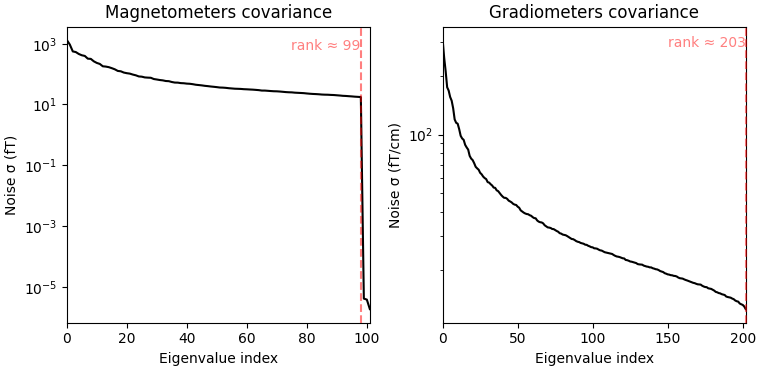 Magnetometers covariance
rank ≈ 99
Noise σ (fT)
10³
10¹
10⁻¹
10⁻³
10⁻⁵
0 20 40 60 80 100
Eigenvalue index
Gradiometers covariance
rank ≈ 203
Noise σ (fT/cm)
10²
0 50 100 150 200
Eigenvalue index